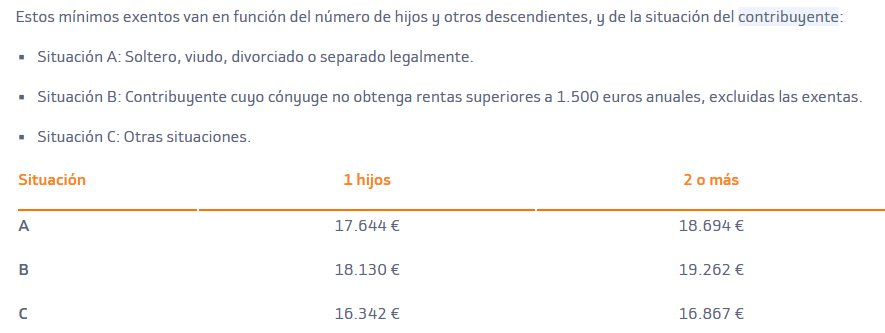 Estos mínimos exentos van en función del número de hijos y otros descendientes, y de la situación del contribuyente:
▪ Situación A: Soltero, viudo, divorciado o separado legalmente.
▪ Situación B: Contribuyente cuyo cónyuge no obtenga rentas superiores a 1.500 euros anuales, excluidas las exentas.
▪ Situación C: Otras situaciones.
Situación 1 hijos 2 o más
A 17.644 € 18.694 €
B 18.130 € 19.262 €
C 16.342 € 16.867 €